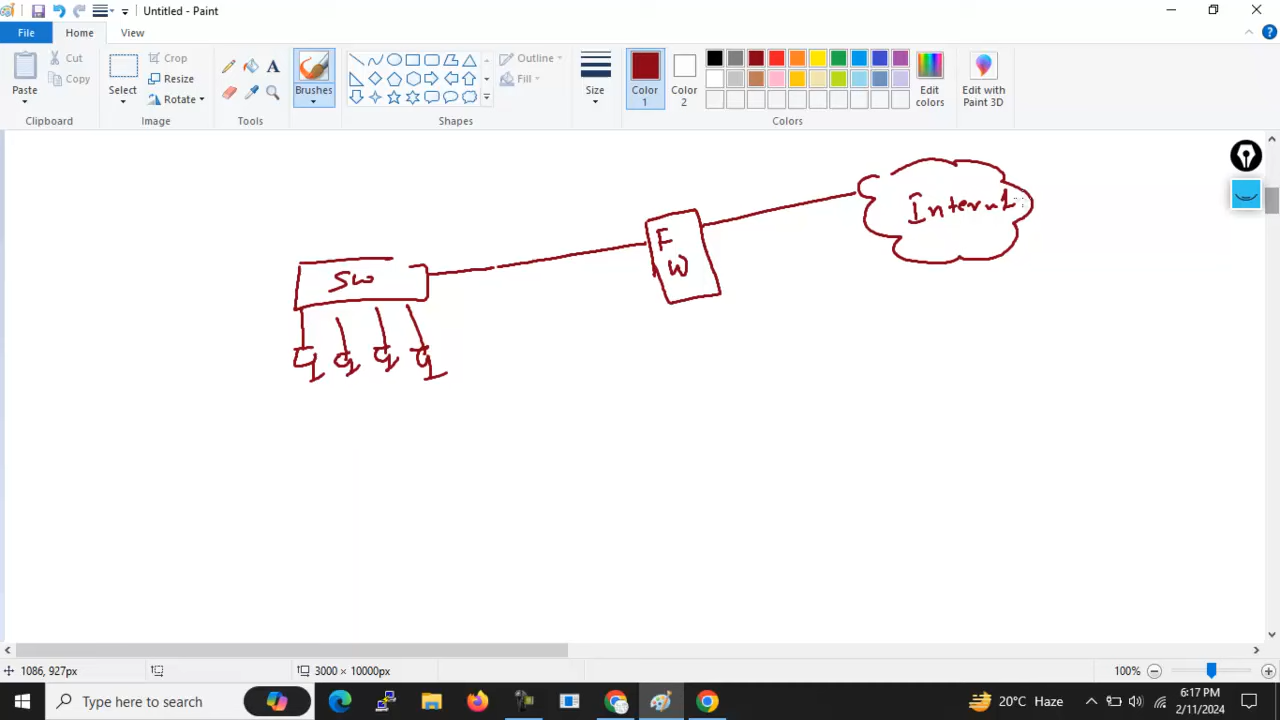 Untitled - Paint
File
Home
View
Paste
Cut
Copy
Clipboard
Select
Crop
Resize
Rotate
Image
A
Tools
Brushes
Shapes
Outline
Fill
Size
Color 1
Color 2
Colors
Edit colors
Edit with Paint 3D
SW
F
W
1086, 927px
3000 × 10000px
100%
Type here to search
20°C Haze
6:17 PM
2/11/2024